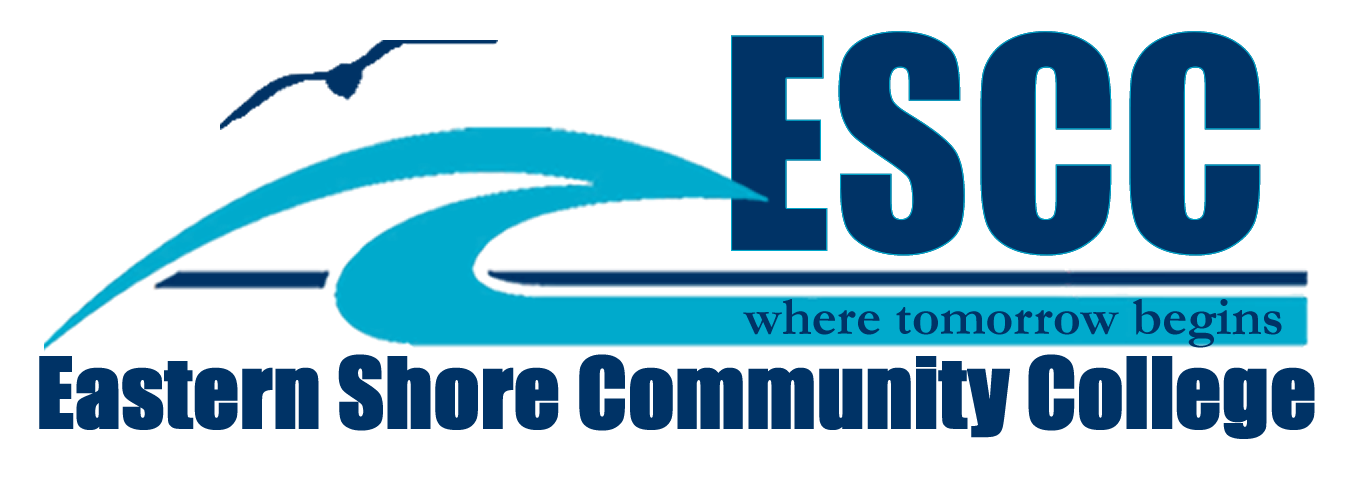 ESCC
where tomorrow begins
Eastern Shore Community College